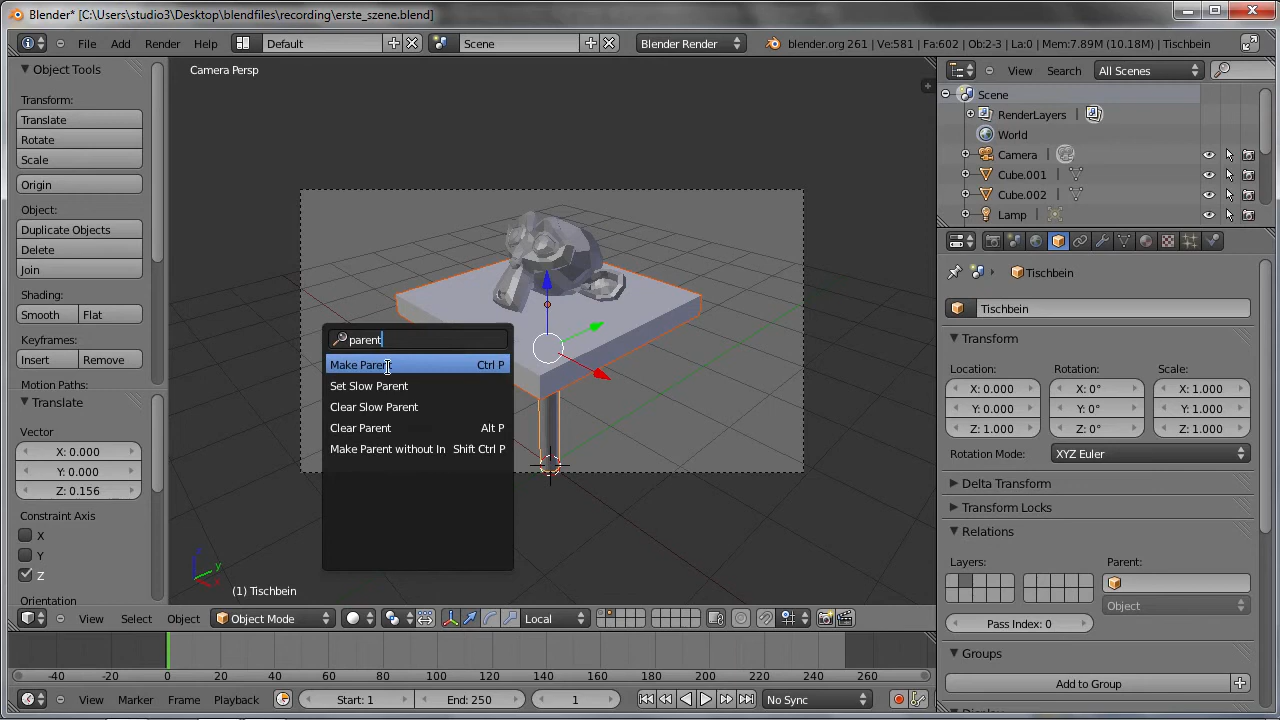 Blender* [C:\Users\studio3\Desktop\blendfiles\recording\erste_szene.blend]
File Add Render Help Default Scene Blender Render blender.org 261 | Ve:581 | Fa:602 | Ob:2-3 | La:0 | Mem:7.89M (10.18M) | Tischbein
Object Tools
Transform:
Translate
Rotate
Scale
Origin
Object:
Duplicate Objects
Delete
Join
Shading:
Smooth Flat
Keyframes:
Insert Remove
Motion Paths:
Translate
Vector
X: 0.000
Y: 0.000
Z: 0.156
Constraint Axis
X
Y
Z
Orientation
Camera Persp
parent
Make Parent Ctrl P
Set Slow Parent
Clear Slow Parent
Clear Parent Alt P
Make Parent without In Shift Ctrl P
z
y
x
(1) Tischbein
View Select Object Object Mode Local
View Search All Scenes
Scene
RenderLayers |
World
Camera |
Cube.001 |
Cube.002 |
Lamp |
Tischbein
Tischbein
Transform
Location: Rotation: Scale:
X: 0.000 X: 0° X: 1.000
Y: 0.000 Y: 0° Y: 1.000
Z: 1.000 Z: 0° Z: 1.000
Rotation Mode: XYZ Euler
Delta Transform
Transform Locks
Relations
Layers: Parent:
Object
Pass Index: 0
Groups
Add to Group
-40 -20 0 20 40 60 80 100 120 140 160 180 200 220 240 260 280
View Marker Frame Playback Start: 1 End: 250 1 No Sync